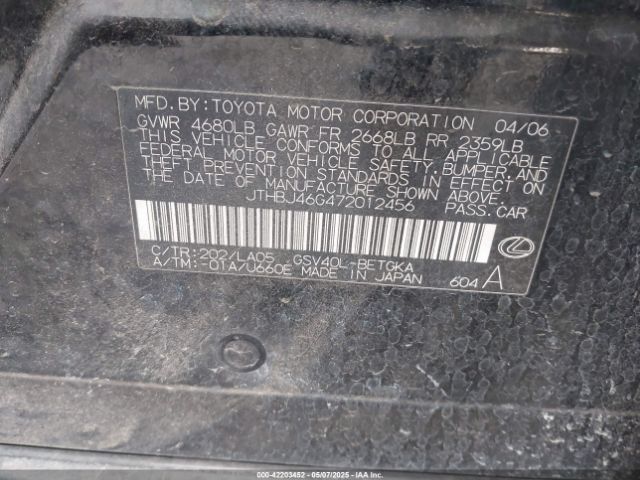 MFD. BY: TOYOTA MOTOR CORPORATION 04/06
GVWR 4680LB GAWR FR 2668LB RR 2359LB
THIS VEHICLE CONFORMS TO ALL APPLICABLE
FEDERAL MOTOR VEHICLE SAFETY, BUMPER, AND
THEFT PREVENTION STANDARDS IN EFFECT ON
THE DATE OF MANUFACTURE SHOWN ABOVE.
JTHBJ46G472012456 PASS. CAR
C/TR: 202/LA05 GSV40L-BETGKA
A/TM: -01A/U660E MADE IN JAPAN 604 A
000-42203452 05/07/2025 IAAI.CA